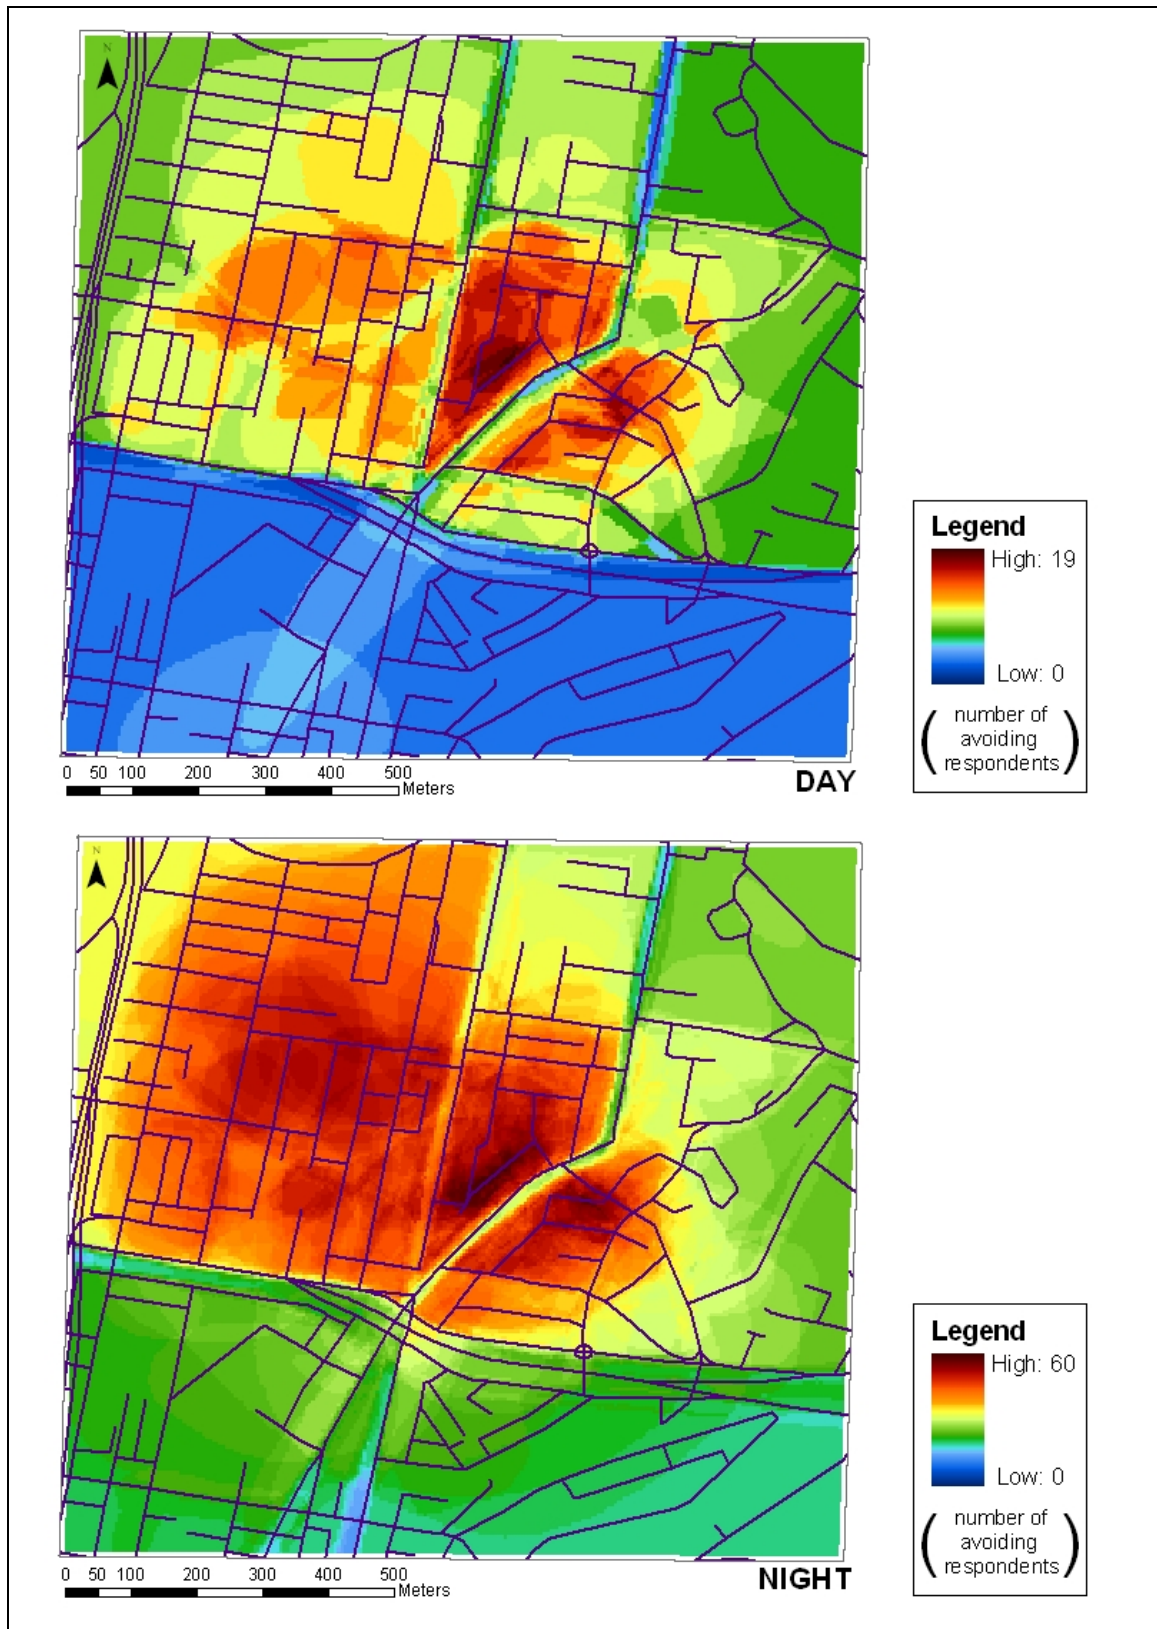 N
Legend
High: 19
Low: 0
( number of
avoiding
respondents )
0 50 100 200 300 400 500
Meters
DAY
N
Legend
High: 60
Low: 0
( number of
avoiding
respondents )
0 50 100 200 300 400 500
Meters
NIGHT